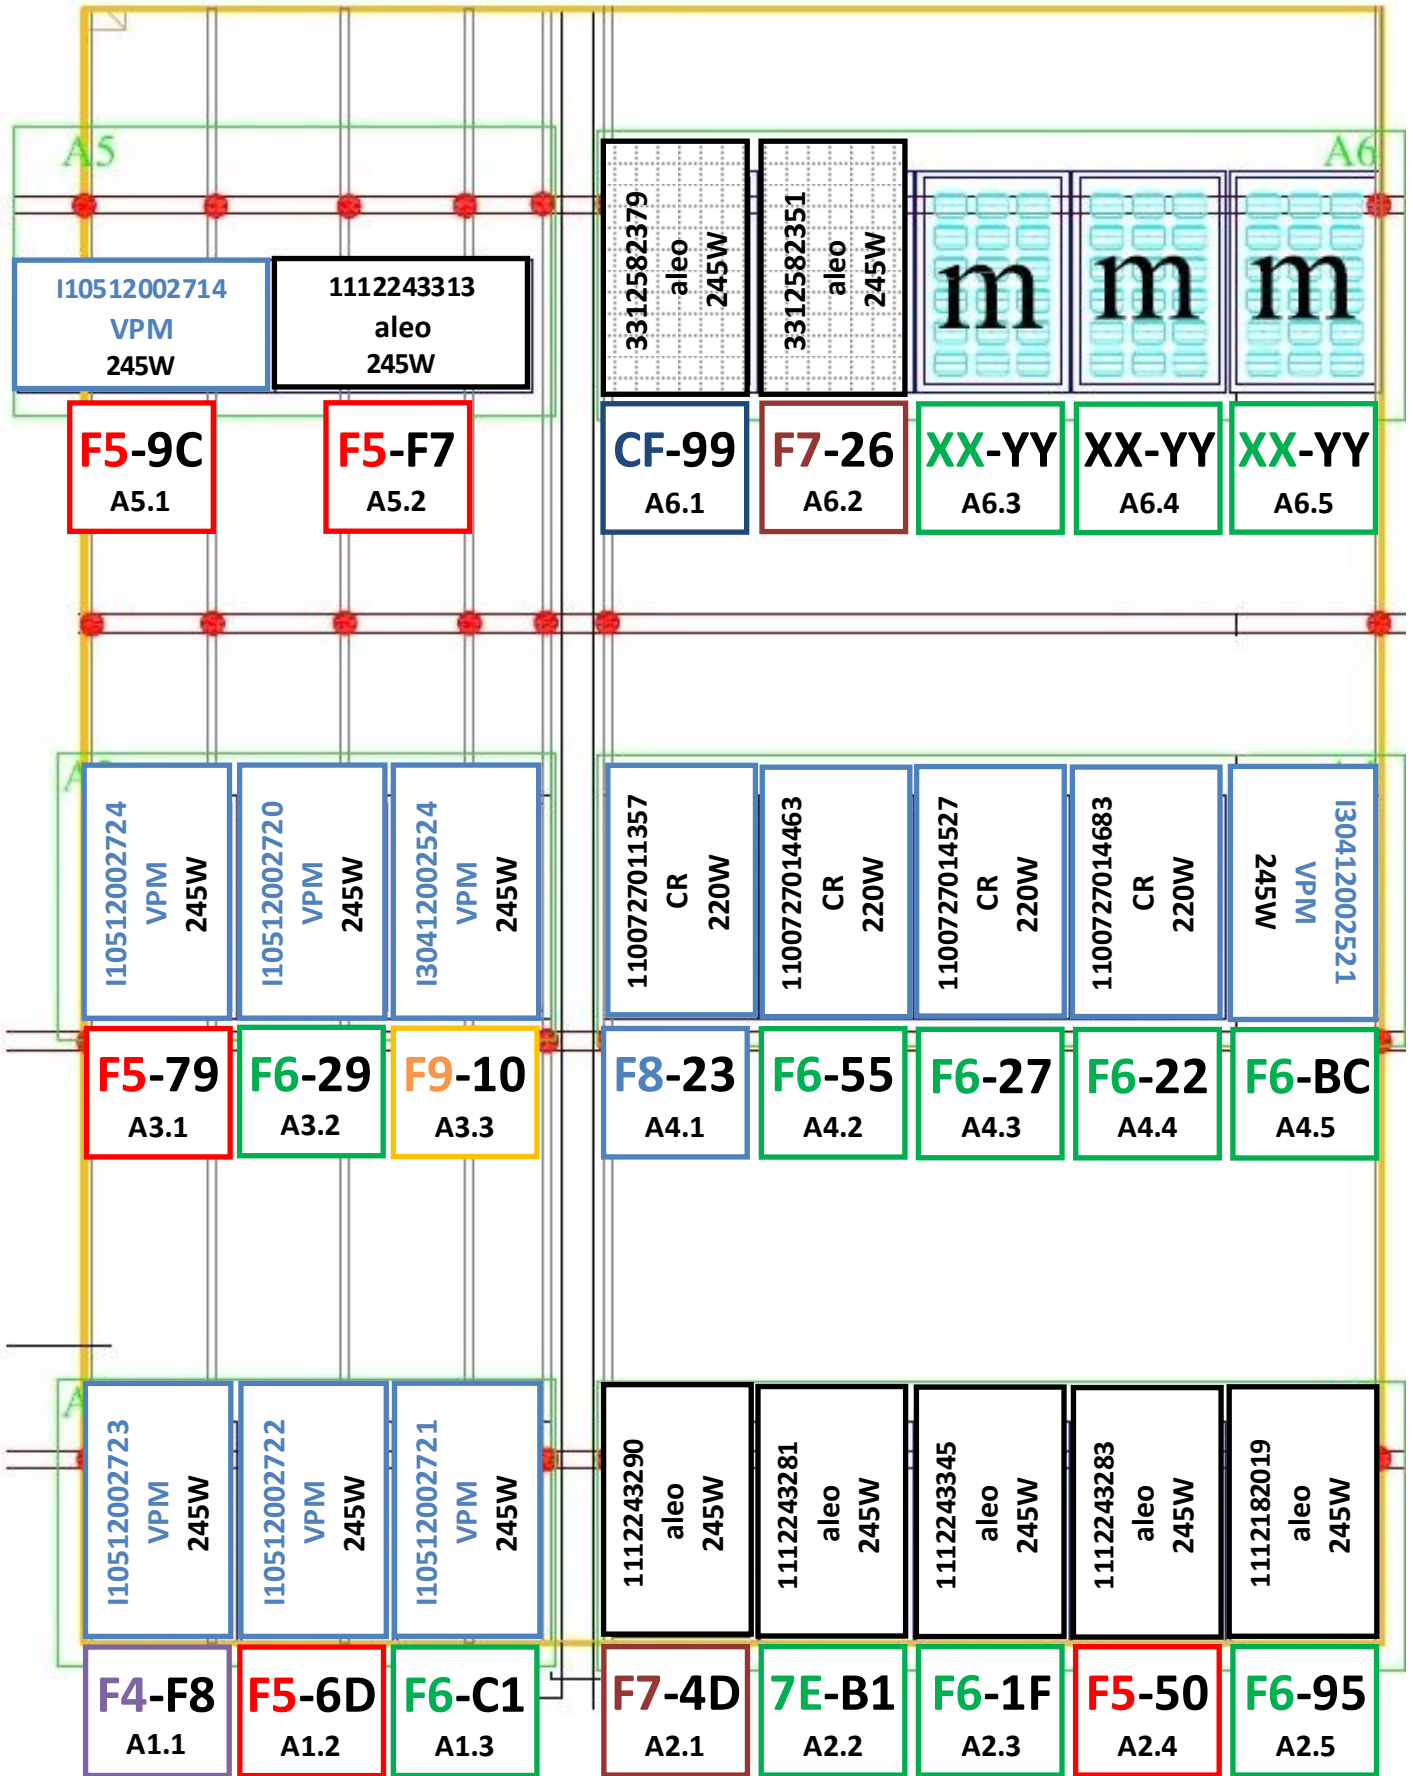 A5
A6
I10512002714
VPM
245W
1112243313
aleo
245W
3312582379
aleo
245W
3312582351
aleo
245W
m
m
m
F5-9C
A5.1
F5-F7
A5.2
CF-99
A6.1
F7-26
A6.2
XX-YY
A6.3
XX-YY
A6.4
XX-YY
A6.5
I10512002724
VPM
245W
I10512002720
VPM
245W
I30412002524
VPM
245W
1100727011357
CR
220W
1100727014463
CR
220W
1100727014527
CR
220W
1100727014683
CR
220W
I30412002521
VPM
245W
F5-79
A3.1
F6-29
A3.2
F9-10
A3.3
F8-23
A4.1
F6-55
A4.2
F6-27
A4.3
F6-22
A4.4
F6-BC
A4.5
I10512002723
VPM
245W
I10512002722
VPM
245W
I10512002721
VPM
245W
1112243290
aleo
245W
1112243281
aleo
245W
1112243345
aleo
245W
1112243283
aleo
245W
1112182019
aleo
245W
F4-F8
A1.1
F5-6D
A1.2
F6-C1
A1.3
F7-4D
A2.1
7E-B1
A2.2
F6-1F
A2.3
F5-50
A2.4
F6-95
A2.5